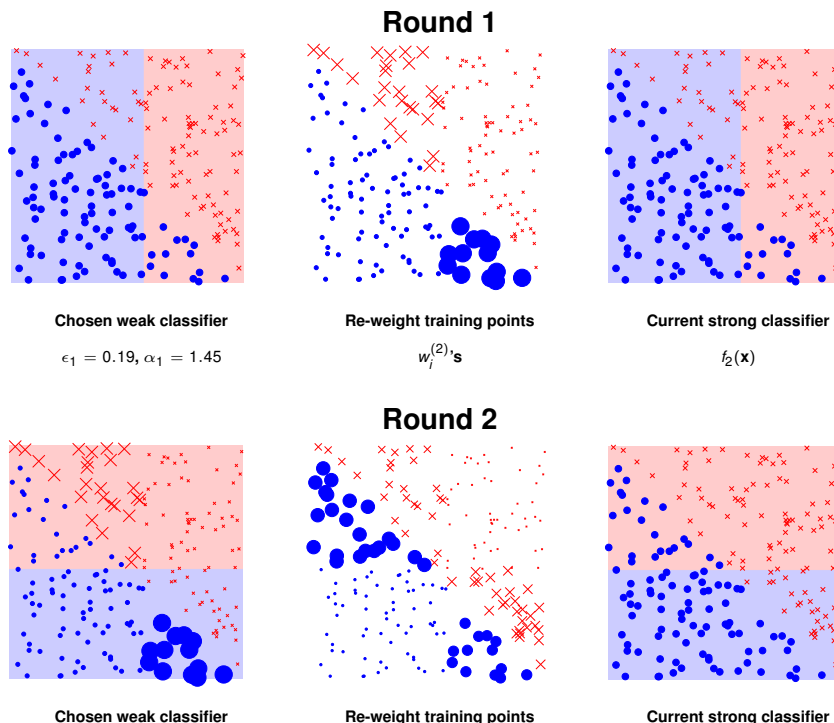 Round 1
Chosen weak classifier
Re-weight training points
Current strong classifier
ϵ₁ = 0.19, α₁ = 1.45
wᵢ⁽²⁾'s
f₂(x)
Round 2
Chosen weak classifier
Re-weight training points
Current strong classifier